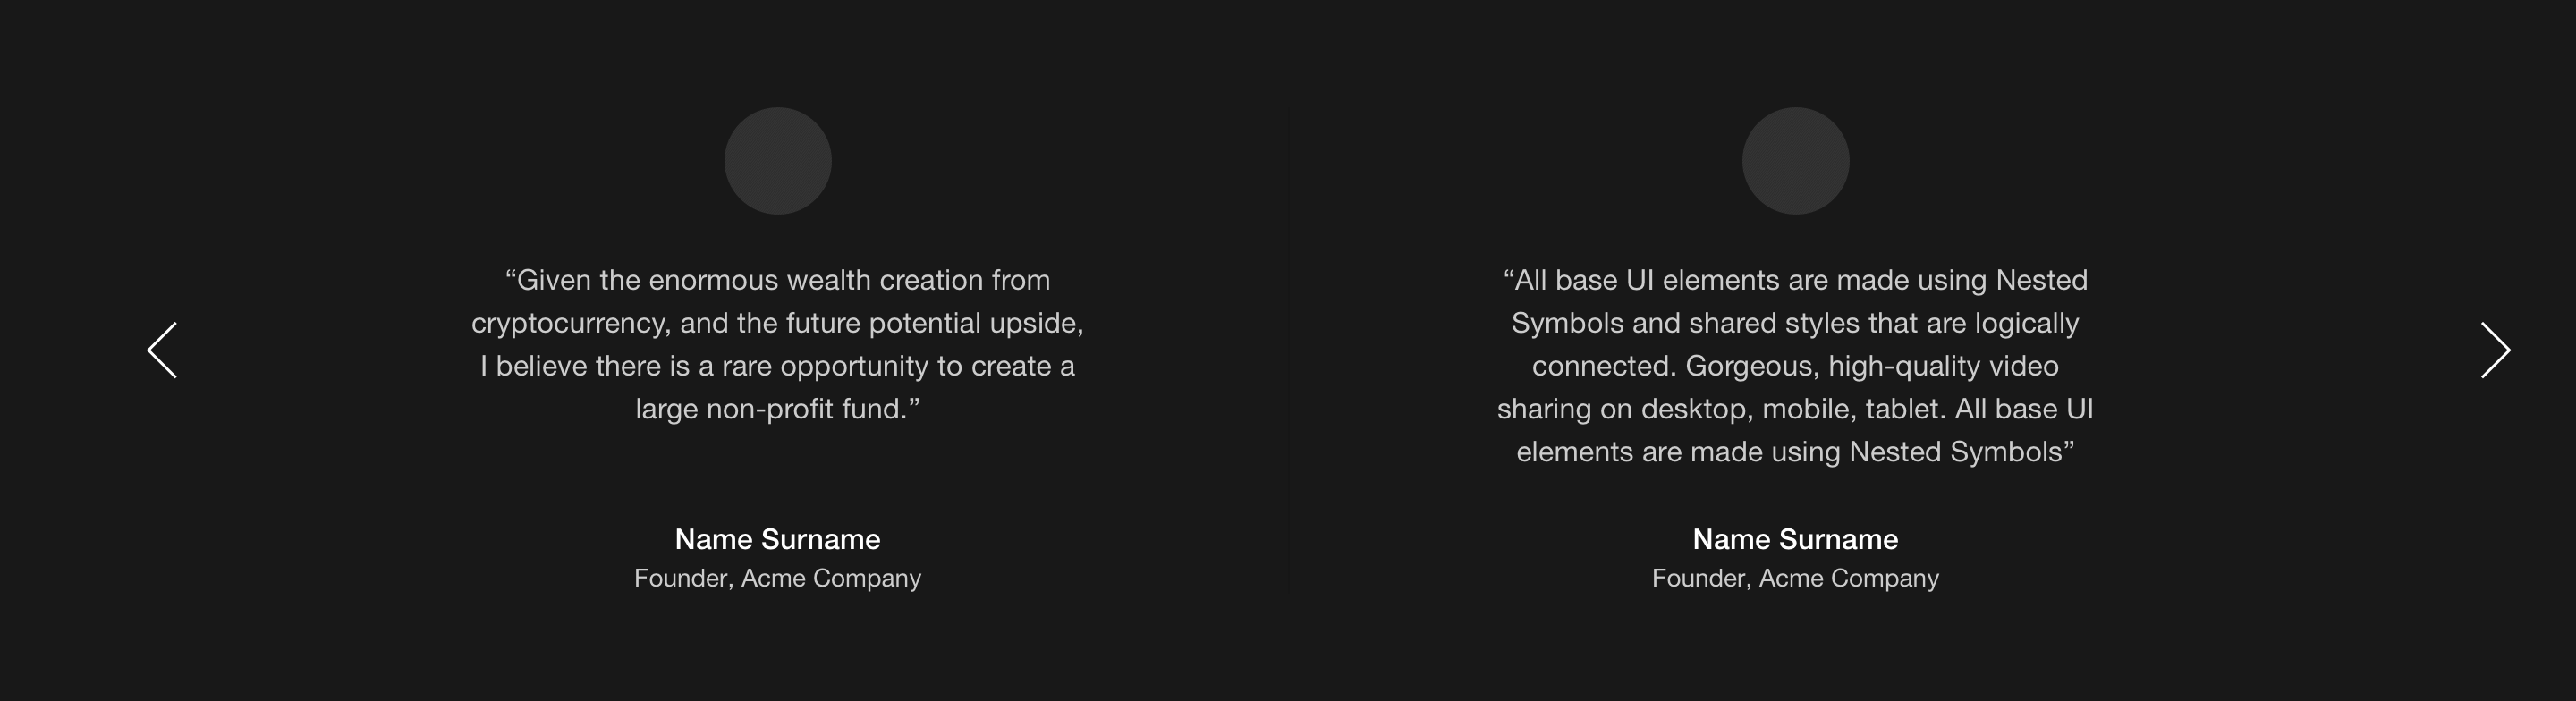 “Given the enormous wealth creation from
cryptocurrency, and the future potential upside,
I believe there is a rare opportunity to create a
large non-profit fund.”
Name Surname
Founder, Acme Company
“All base UI elements are made using Nested
Symbols and shared styles that are logically
connected. Gorgeous, high-quality video
sharing on desktop, mobile, tablet. All base UI
elements are made using Nested Symbols”
Name Surname
Founder, Acme Company